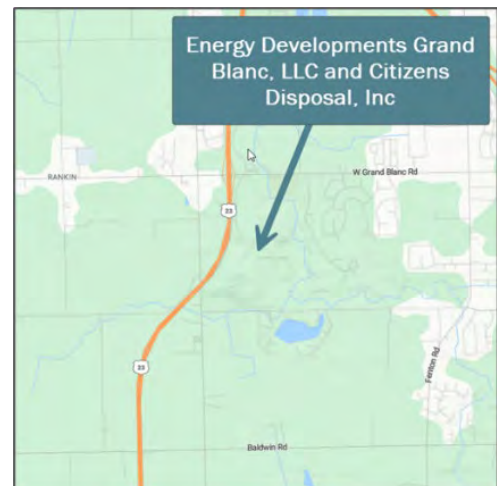 Energy Developments Grand
Blanc, LLC and Citizens
Disposal, Inc
W Grand Blanc Rd
RANKIN
23
23
Fenton Rd
Baldwin Rd